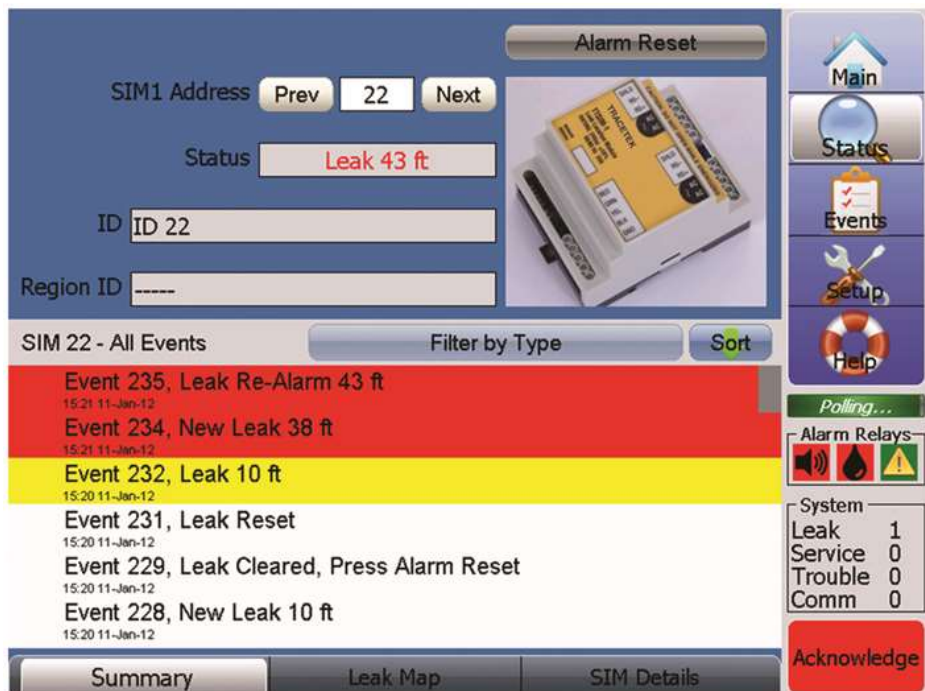 Alarm Reset
SIM1 Address Prev 22 Next
Status Leak 43 ft
ID ID 22
Region ID -----
TRACETEK
SIM 22 - All Events Filter by Type Sort
Event 235, Leak Re-Alarm 43 ft
15:21 11-Jan-12
Event 234, New Leak 38 ft
15:21 11-Jan-12
Event 232, Leak 10 ft
15:20 11-Jan-12
Event 231, Leak Reset
15:20 11-Jan-12
Event 229, Leak Cleared, Press Alarm Reset
15:20 11-Jan-12
Event 228, New Leak 10 ft
15:20 11-Jan-12
Summary Leak Map SIM Details
Main
Status
Events
Setup
Help
Polling...
Alarm Relays
System
Leak 1
Service 0
Trouble 0
Comm 0
Acknowledge